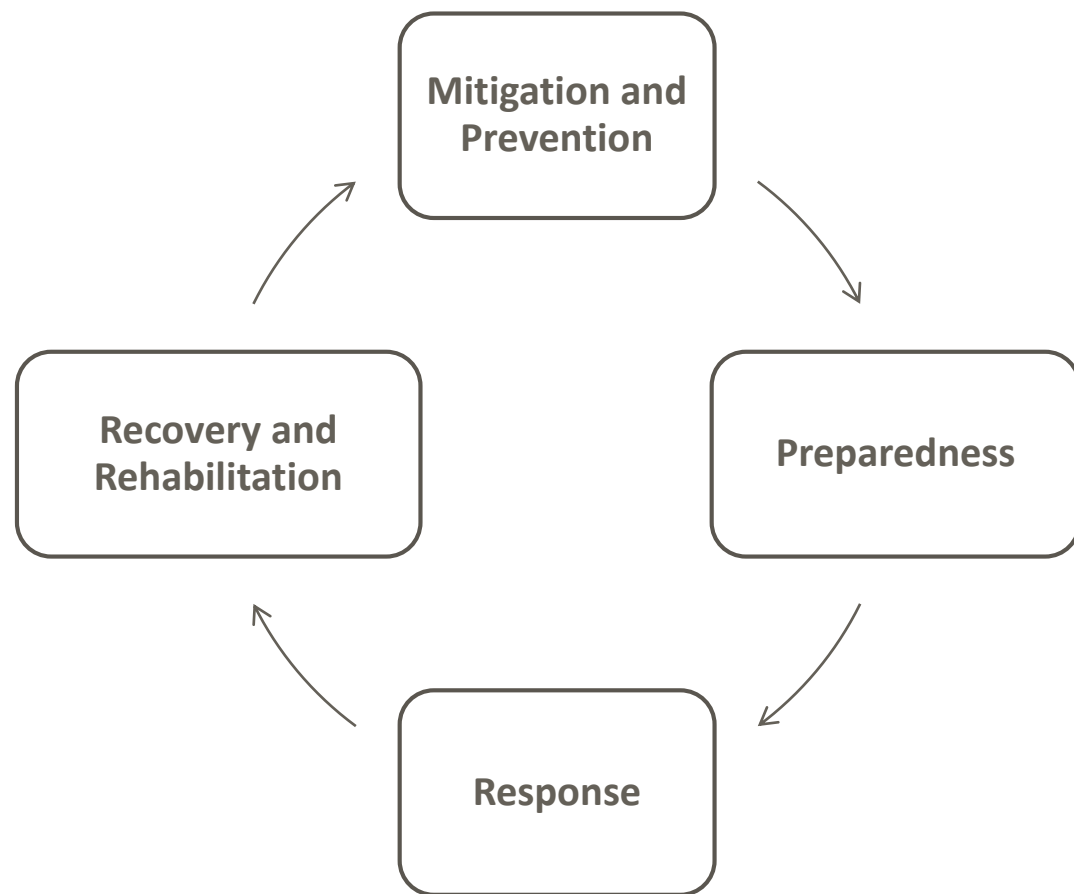 Mitigation and
Prevention
Recovery and
Rehabilitation
Preparedness
Response